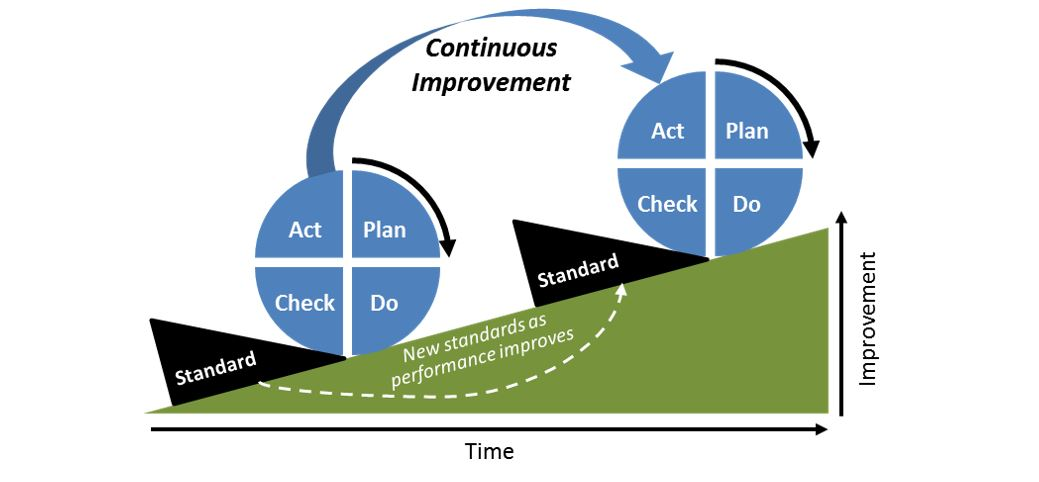 Continuous
Improvement
Act
Plan
Check
Do
Act
Plan
Check
Do
Standard
Standard
New standards as
performance improves
Improvement
Time